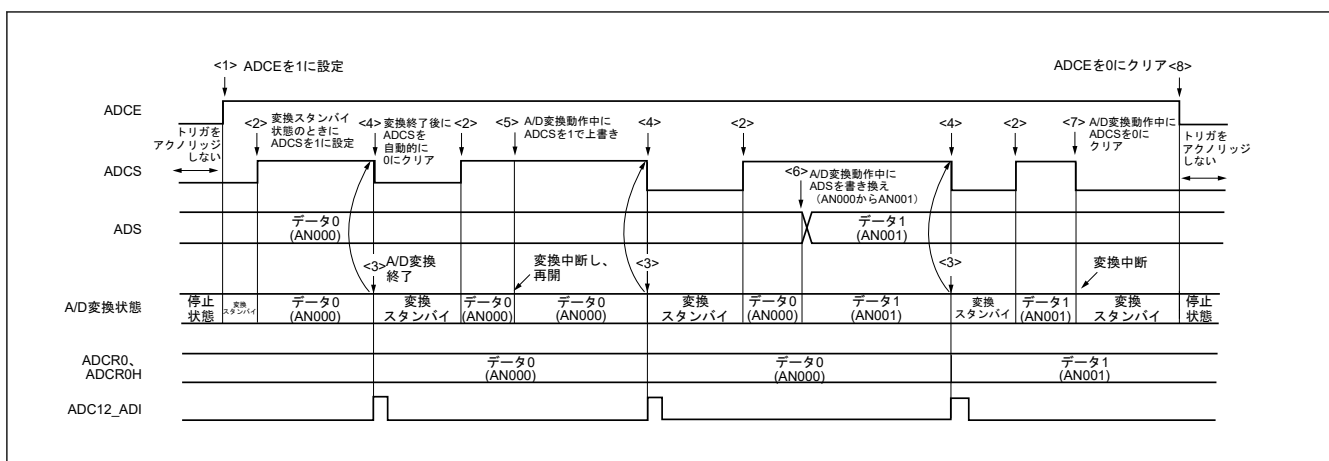 <1> ADCEを1に設定
ADCEを0にクリア<8>
ADCE
トリガを
アクノリッジ
しない
<2> 変換スタンバイ
状態のときに
ADCSを1に設定
<4> 変換終了後に
ADCSを
自動的に
0にクリア
<2>
<5> A/D変換動作中に
ADCSを1で上書き
<4>
<2>
<4>
<2>
<7> A/D変換動作中に
ADCSを0に
クリア
トリガを
アクノリッジ
しない
ADCS
<6> A/D変換動作中に
ADSを書き換え
(AN000からAN001)
ADS
データ0
(AN000)
データ1
(AN001)
<3> A/D変換
終了
変換中断し、
再開
<3>
<3>
変換中断
A/D変換状態
停止
状態
変換
スタンバイ
データ0
(AN000)
変換
スタンバイ
データ0
(AN000)
データ0
(AN000)
変換
スタンバイ
データ0
(AN000)
データ1
(AN001)
変換
スタンバイ
データ1
(AN001)
変換
スタンバイ
停止
状態
ADCR0、
ADCR0H
データ0
(AN000)
データ0
(AN000)
データ1
(AN001)
ADC12_ADI